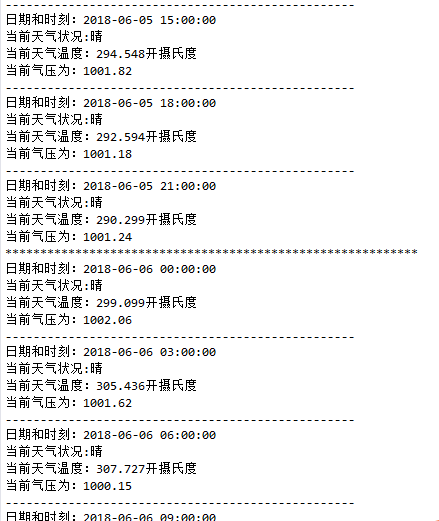 --------------------------------------------------
日期和时刻：2018-06-05 15:00:00
当前天气状况:晴
当前天气温度：294.548开摄氏度
当前气压为：1001.82
--------------------------------------------------
日期和时刻：2018-06-05 18:00:00
当前天气状况:晴
当前天气温度：292.594开摄氏度
当前气压为：1001.18
--------------------------------------------------
日期和时刻：2018-06-05 21:00:00
当前天气状况:晴
当前天气温度：290.299开摄氏度
当前气压为：1001.24
***********************************************************
日期和时刻：2018-06-06 00:00:00
当前天气状况:晴
当前天气温度：299.099开摄氏度
当前气压为：1002.06
--------------------------------------------------
日期和时刻：2018-06-06 03:00:00
当前天气状况:晴
当前天气温度：305.436开摄氏度
当前气压为：1001.62
--------------------------------------------------
日期和时刻：2018-06-06 06:00:00
当前天气状况:晴
当前天气温度：307.727开摄氏度
当前气压为：1000.15
--------------------------------------------------
日期和时刻：2018-06-06 09:00:00